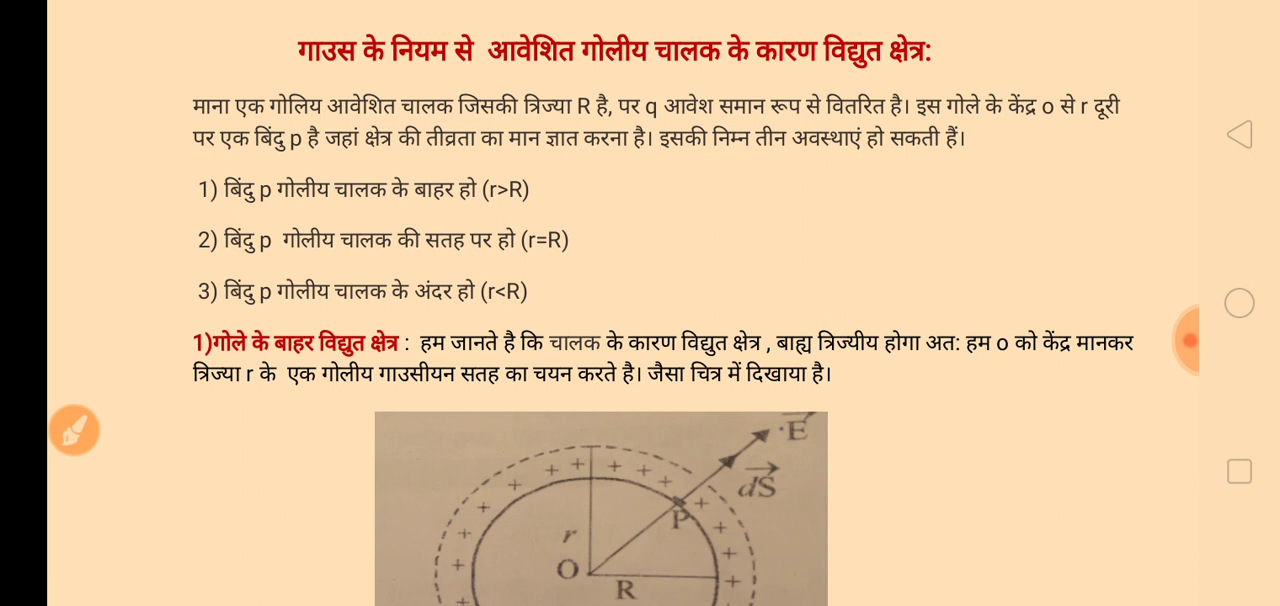 गाउस के नियम से आवेशित गोलीय चालक के कारण विद्युत क्षेत्र:
माना एक गोलिय आवेशित चालक जिसकी त्रिज्या R है, पर q आवेश समान रूप से वितरित है। इस गोले के केंद्र o से r दूरी
पर एक बिंदु p है जहां क्षेत्र की तीव्रता का मान ज्ञात करना है। इसकी निम्न तीन अवस्थाएं हो सकती हैं।
1) बिंदु p गोलीय चालक के बाहर हो (r>R)
2) बिंदु p गोलीय चालक की सतह पर हो (r=R)
3) बिंदु p गोलीय चालक के अंदर हो (r<R)
1)गोले के बाहर विद्युत क्षेत्र : हम जानते है कि चालक के कारण विद्युत क्षेत्र , बाह्य त्रिज्यीय होगा अत: हम o को केंद्र मानकर
त्रिज्या r के एक गोलीय गाउसीयन सतह का चयन करते है। जैसा चित्र में दिखाया है।
E
dS
P
r
O
R